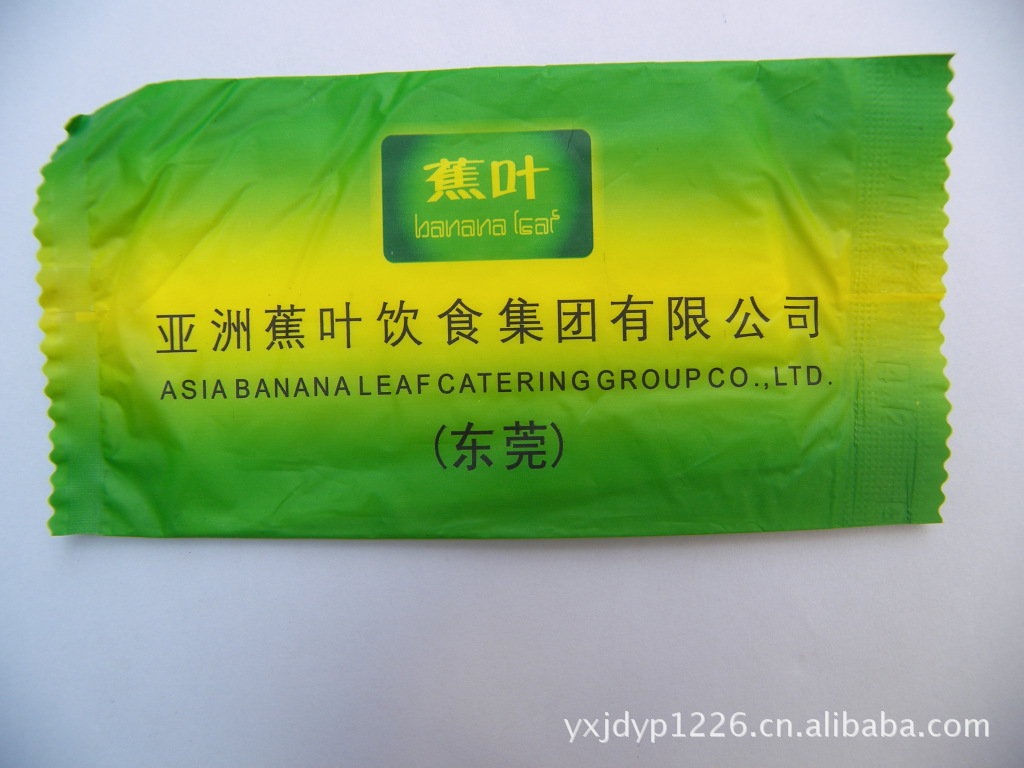 蕉叶
banana leaf
亚洲蕉叶饮食集团有限公司
ASIA BANANA LEAF CATERING GROUP CO.,LTD.
(东莞)
yxjdyp1226.cn.alibaba.com